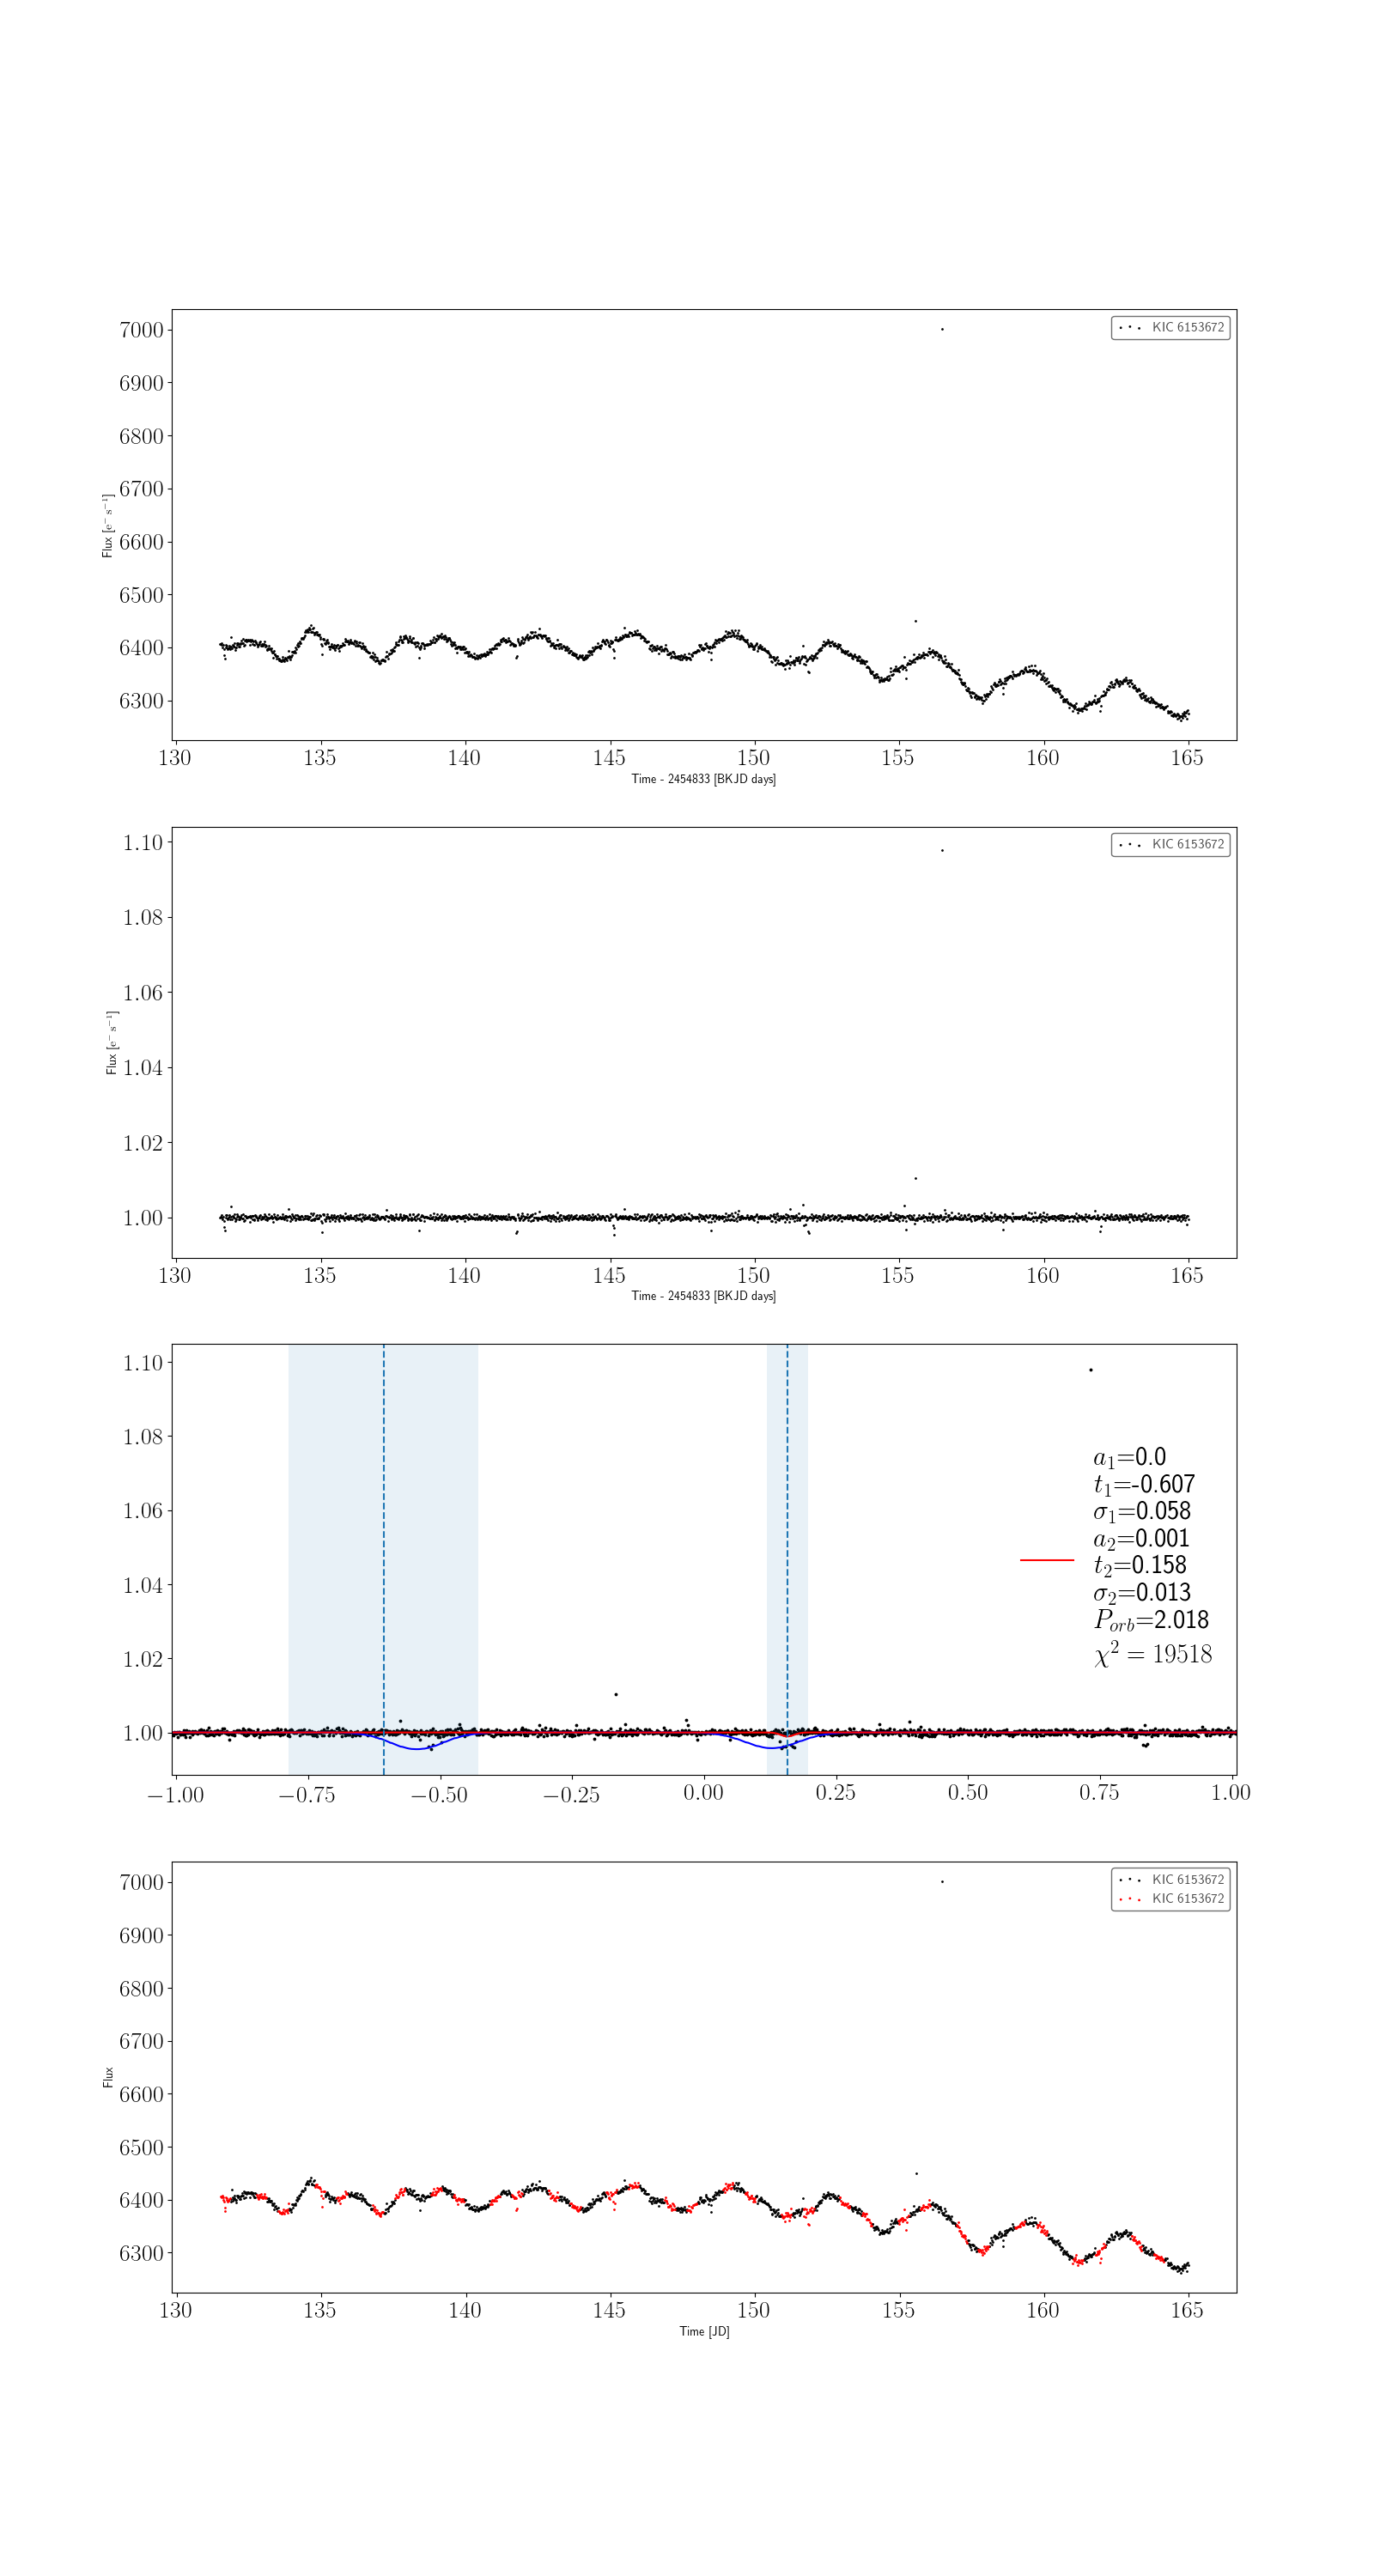 7000
6900
6800
6700
6600
6500
6400
6300
Flux [e⁻ s⁻¹]
KIC 6153672
130 135 140 145 150 155 160 165
Time - 2454833 [BKJD days]
1.10
1.08
1.06
1.04
1.02
1.00
Flux [e⁻ s⁻¹]
KIC 6153672
130 135 140 145 150 155 160 165
Time - 2454833 [BKJD days]
1.10
1.08
1.06
1.04
1.02
1.00
a₁=0.0
t₁=-0.607
σ₁=0.058
a₂=0.001
t₂=0.158
σ₂=0.013
P_orb=2.018
χ² = 19518
−1.00 −0.75 −0.50 −0.25 0.00 0.25 0.50 0.75 1.00
7000
6900
6800
6700
6600
6500
6400
6300
Flux
KIC 6153672
KIC 6153672
130 135 140 145 150 155 160 165
Time [JD]